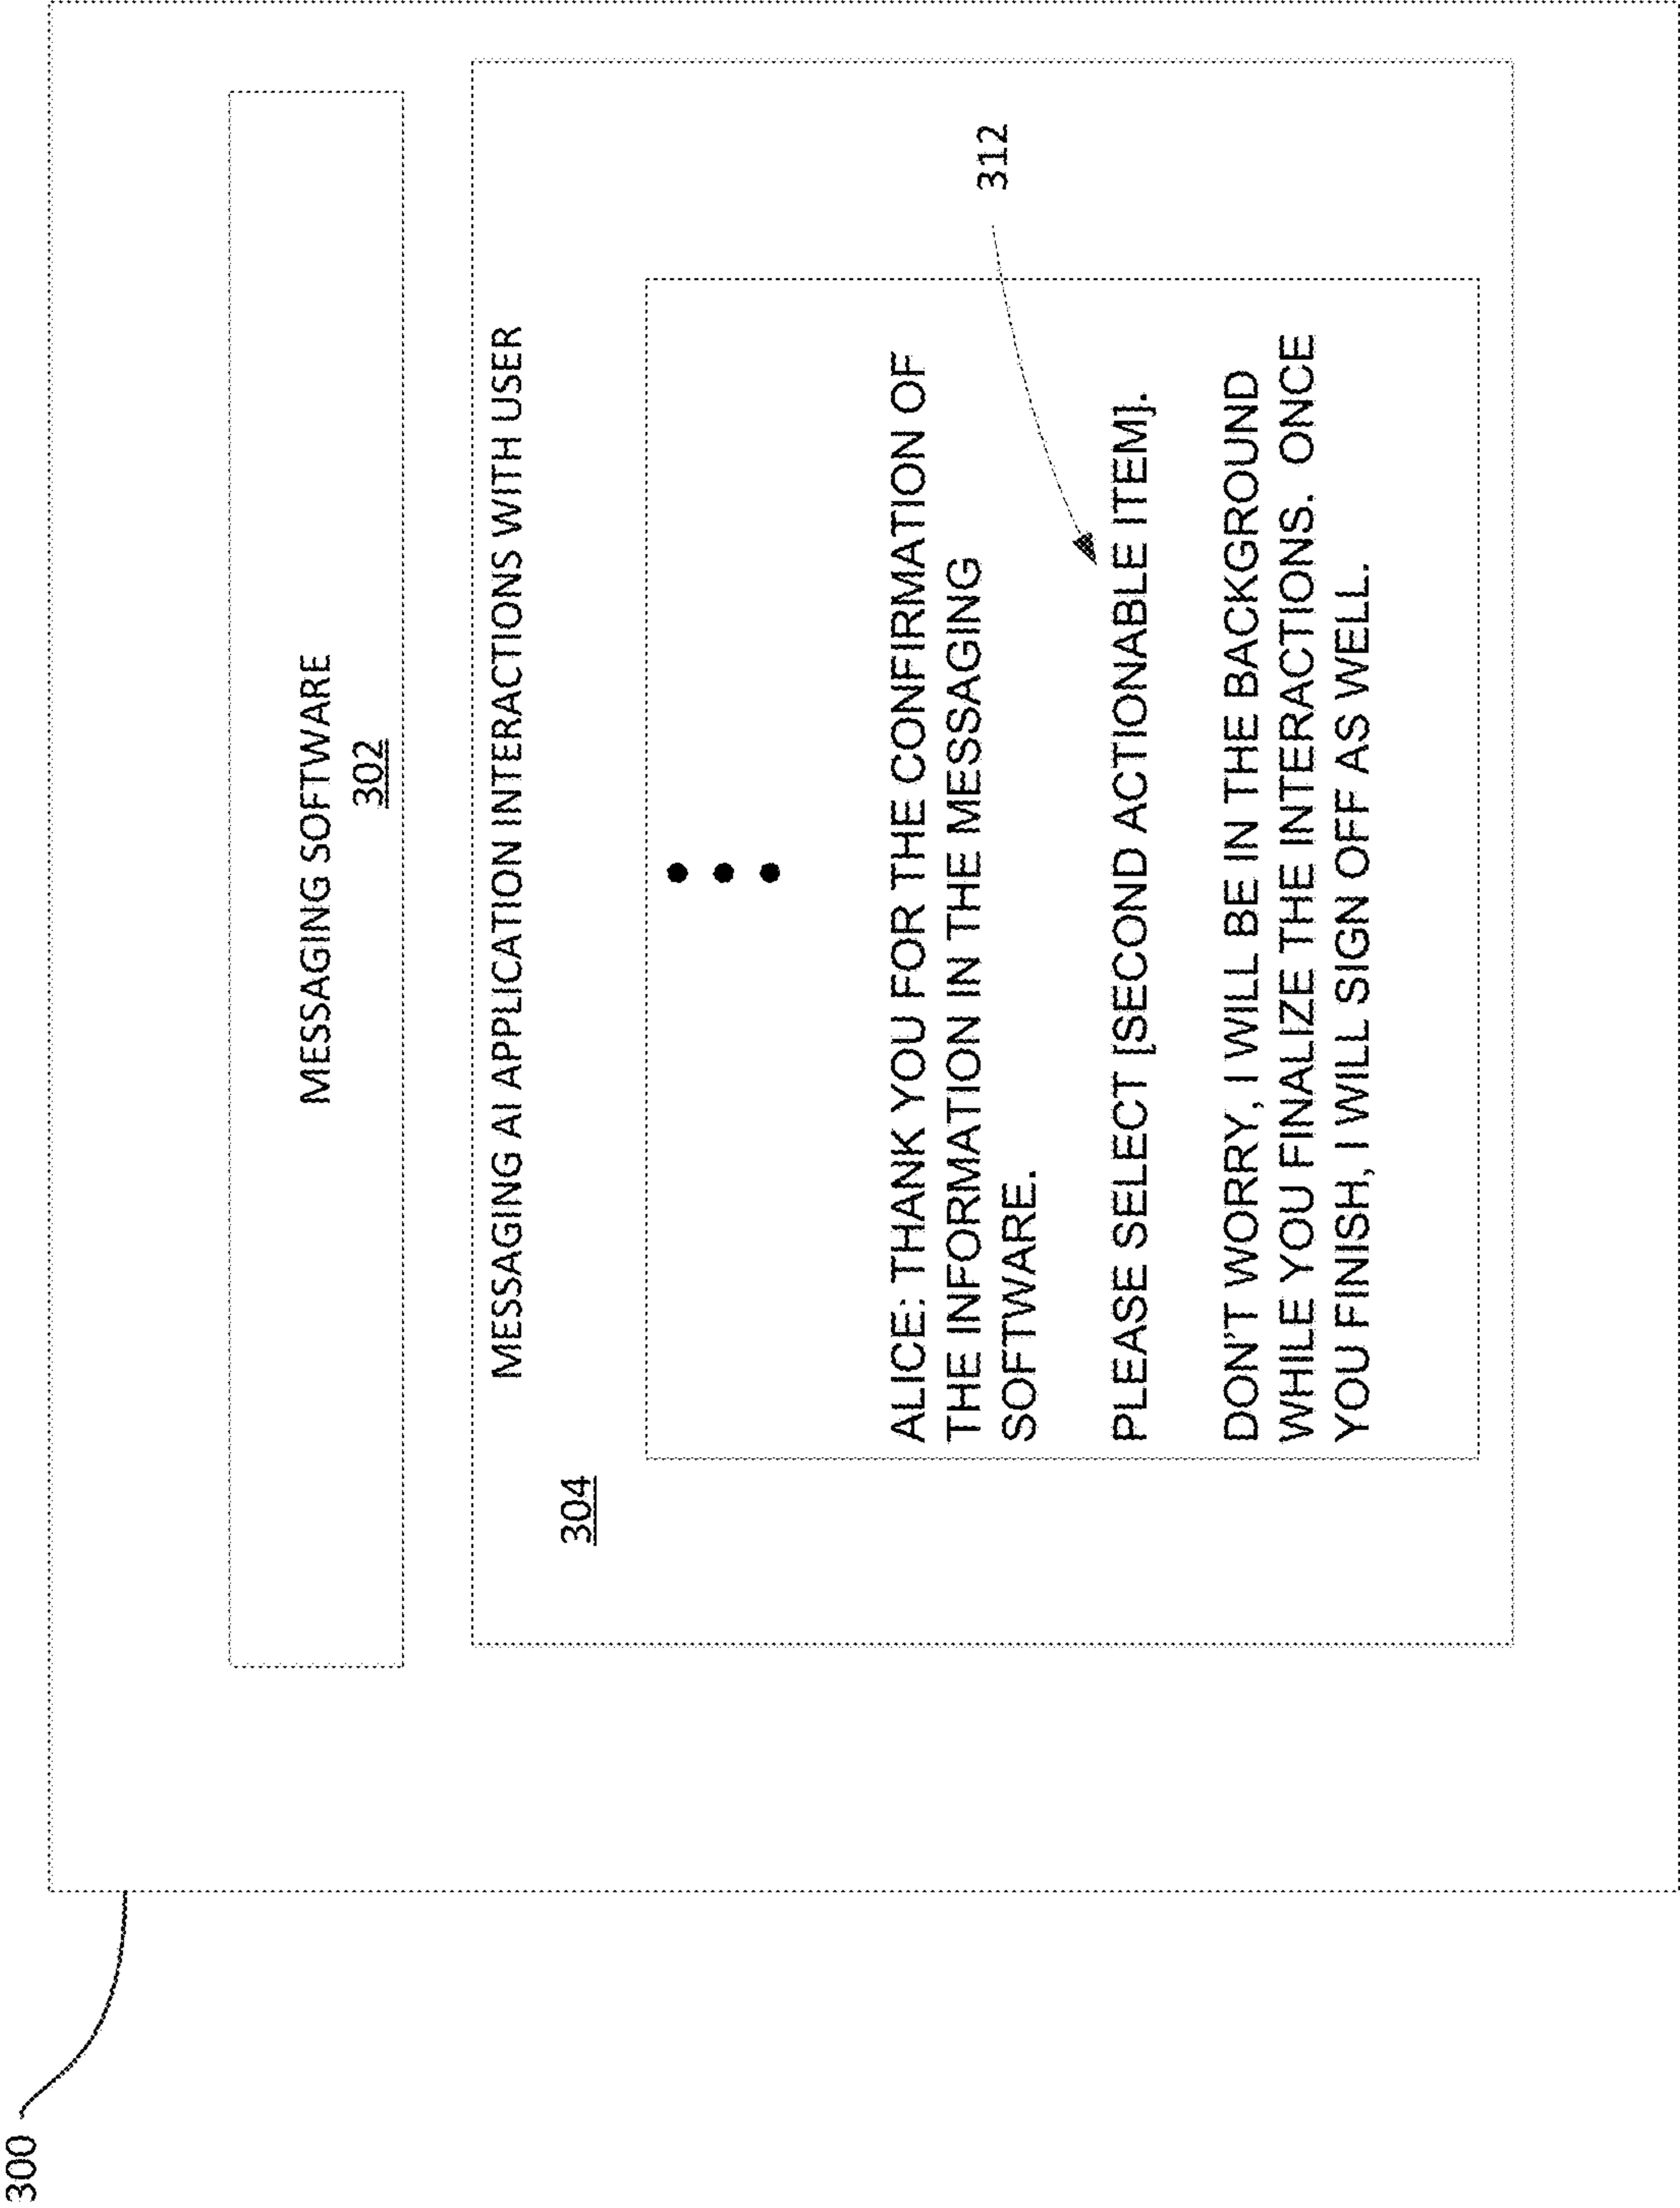 300
MESSAGING SOFTWARE
302
MESSAGING AI APPLICATION INTERACTIONS WITH USER
304
ALICE: THANK YOU FOR THE CONFIRMATION OF
THE INFORMATION IN THE MESSAGING
SOFTWARE.
312
PLEASE SELECT [SECOND ACTIONABLE ITEM].
DON'T WORRY, I WILL BE IN THE BACKGROUND
WHILE YOU FINALIZE THE INTERACTIONS. ONCE
YOU FINISH, I WILL SIGN OFF AS WELL.